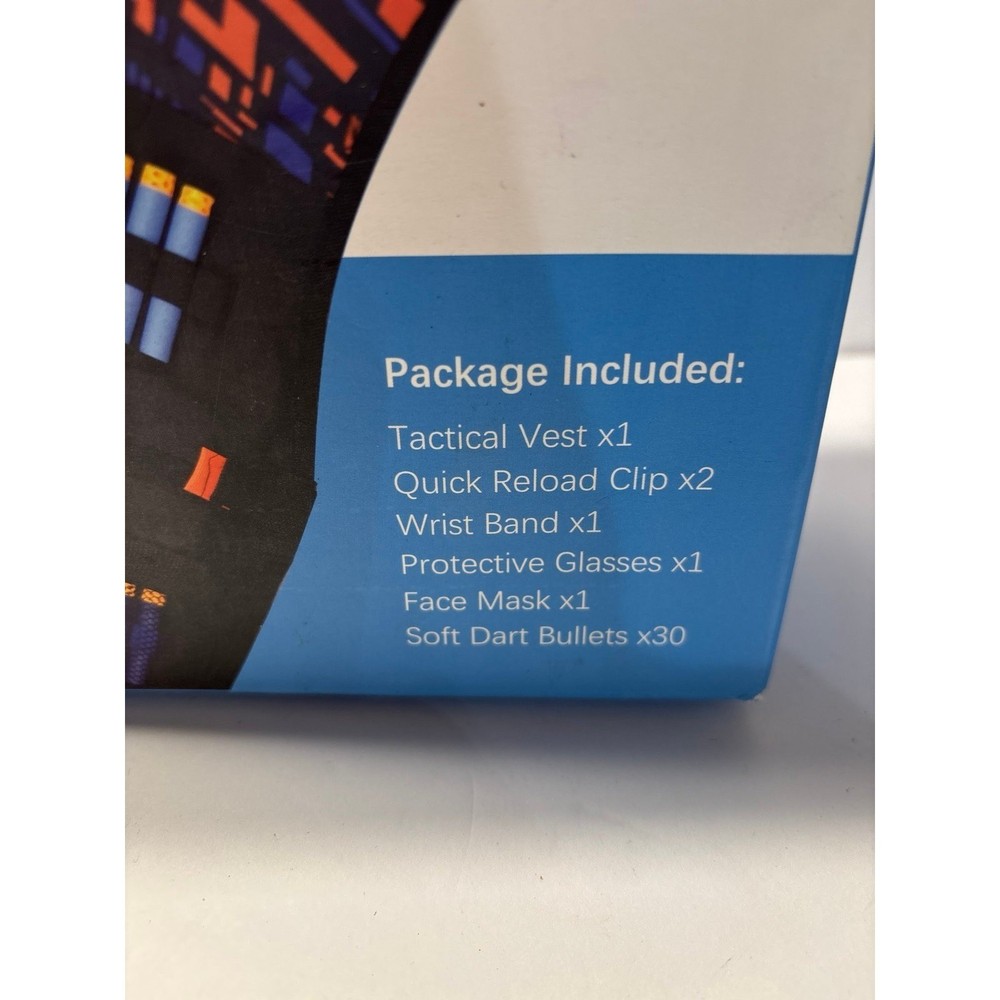 Package Included:
Tactical Vest x1
Quick Reload Clip x2
Wrist Band x1
Protective Glasses x1
Face Mask x1
Soft Dart Bullets x30